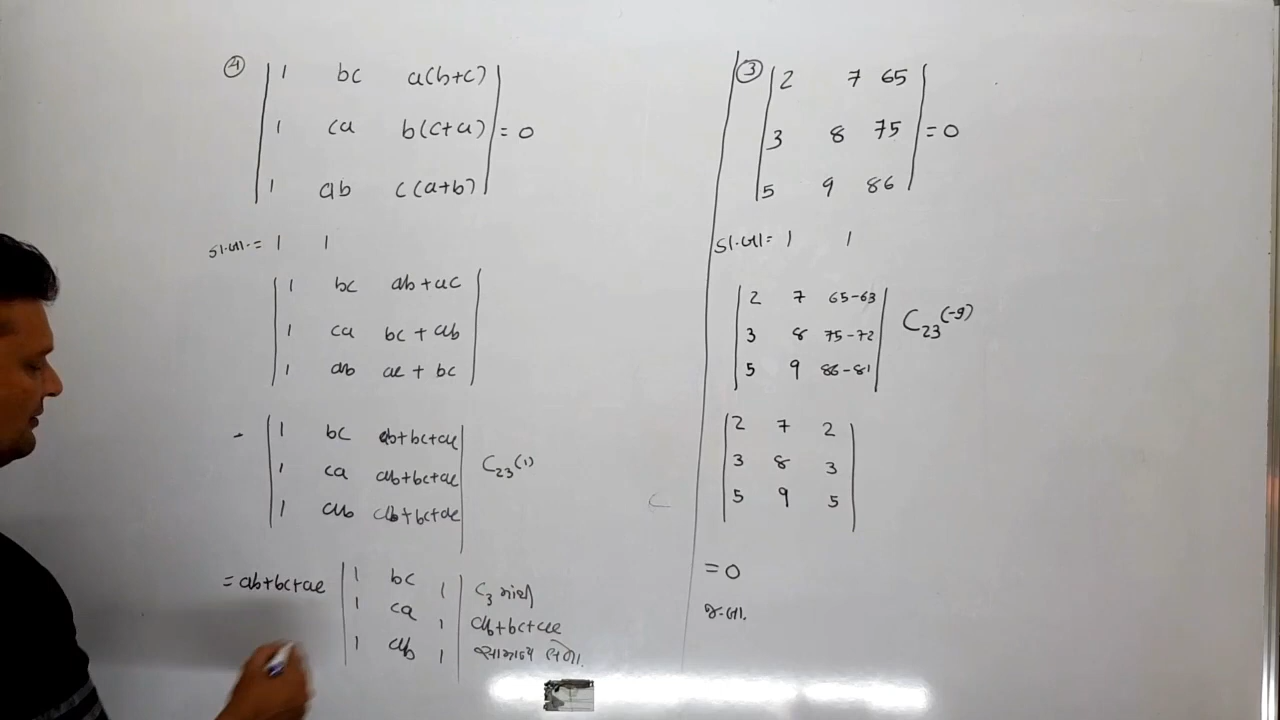 ④ | 1 bc a(b+c) |
| 1 ca b(c+a) | = 0
| 1 ab c(a+b) |
ડા.બા. = | |
| 1 bc ab+ac |
| 1 ca bc+ab |
| 1 ab ac+bc |
- | 1 bc ab+bc+ac |
| 1 ca ab+bc+ac | C₂₃⁽¹⁾
| 1 ab ab+bc+ac |
= ab+bc+ac | 1 bc 1 | C₃ માંથી
| 1 ca 1 | ab+bc+ac
| 1 ab 1 | સામાન્ય લેતા.
③ | 2 7 65 |
| 3 8 75 | = 0
| 5 9 86 |
ડા.બા. = | |
| 2 7 65-63 |
| 3 8 75-72 | C₂₃⁽⁻⁹⁾
| 5 9 86-81 |
| 2 7 2 |
| 3 8 3 |
| 5 9 5 |
= 0
જ.બા.